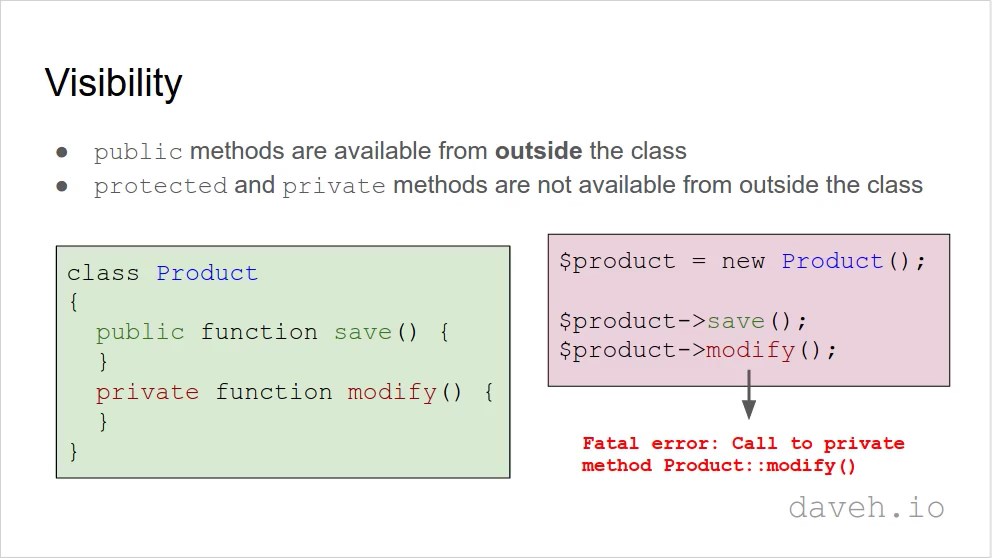 Visibility
● public methods are available from outside the class
● protected and private methods are not available from outside the class
class Product
{
  public function save() {
  }
  private function modify() {
  }
}
$product = new Product();
$product->save();
$product->modify();
Fatal error: Call to private
method Product::modify()
daveh.io